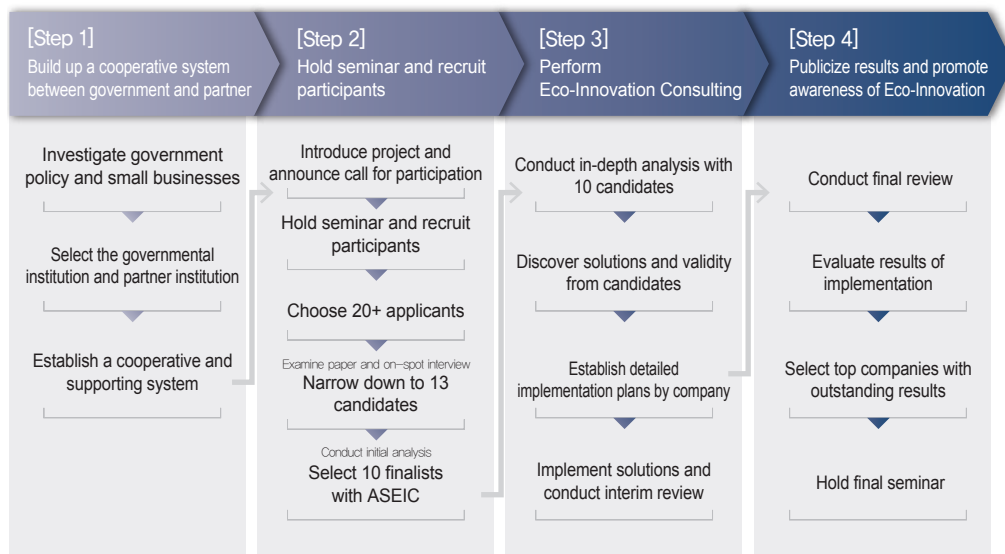 [Step 1]
Build up a cooperative system
between government and partner
Investigate government
policy and small businesses
Select the governmental
institution and partner institution
Establish a cooperative and
supporting system
[Step 2]
Hold seminar and recruit
participants
Introduce project and
announce call for participation
Hold seminar and recruit
participants
Choose 20+ applicants
Examine paper and on-spot interview
Narrow down to 13
candidates
Conduct initial analysis
Select 10 finalists
with ASEIC
[Step 3]
Perform
Eco-Innovation Consulting
Conduct in-depth analysis with
10 candidates
Discover solutions and validity
from candidates
Establish detailed
implementation plans by company
Implement solutions and
conduct interim review
[Step 4]
Publicize results and promote
awareness of Eco-Innovation
Conduct final review
Evaluate results of
implementation
Select top companies with
outstanding results
Hold final seminar